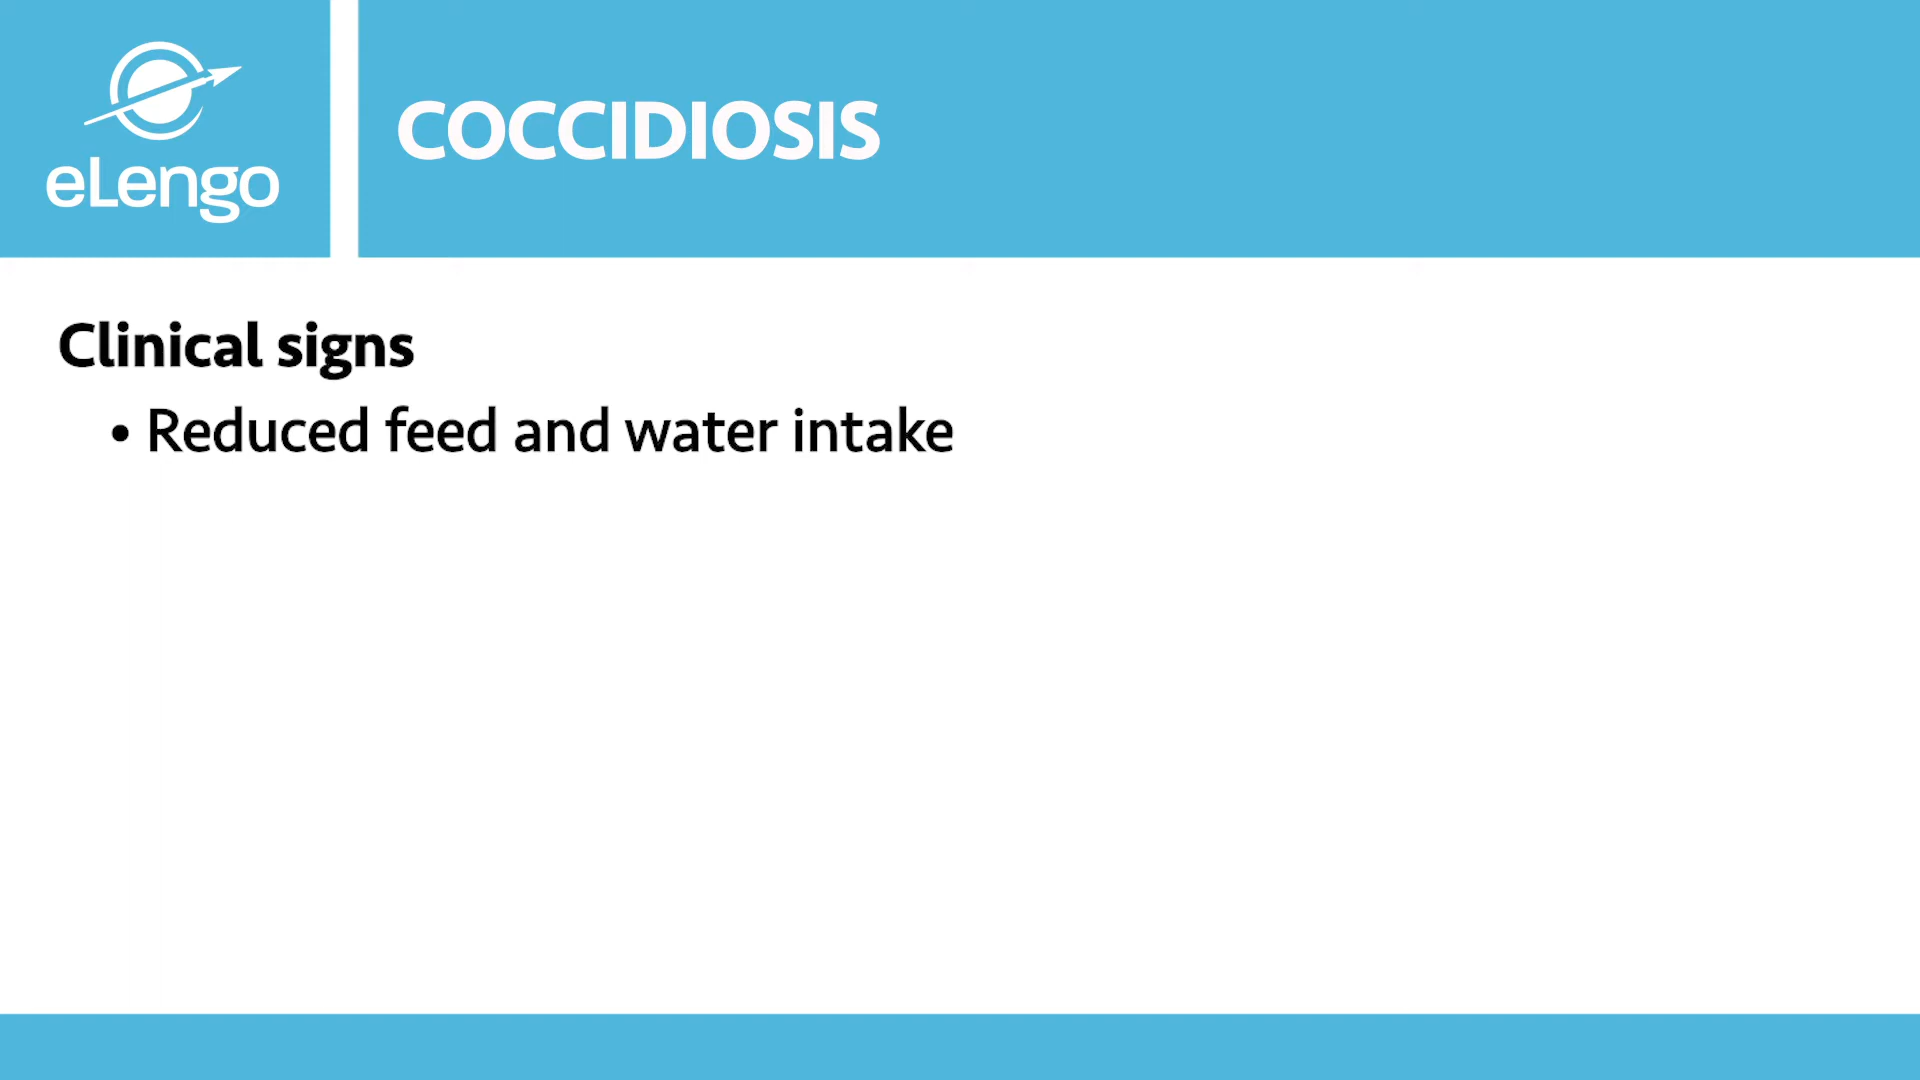 eLengo
COCCIDIOSIS
Clinical signs
• Reduced feed and water intake